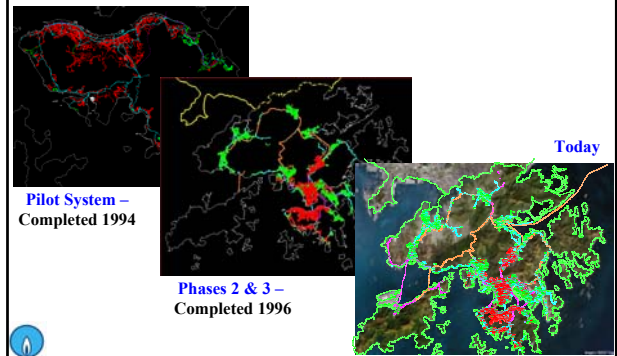 Pilot System –
Completed 1994
Phases 2 & 3 –
Completed 1996
Today